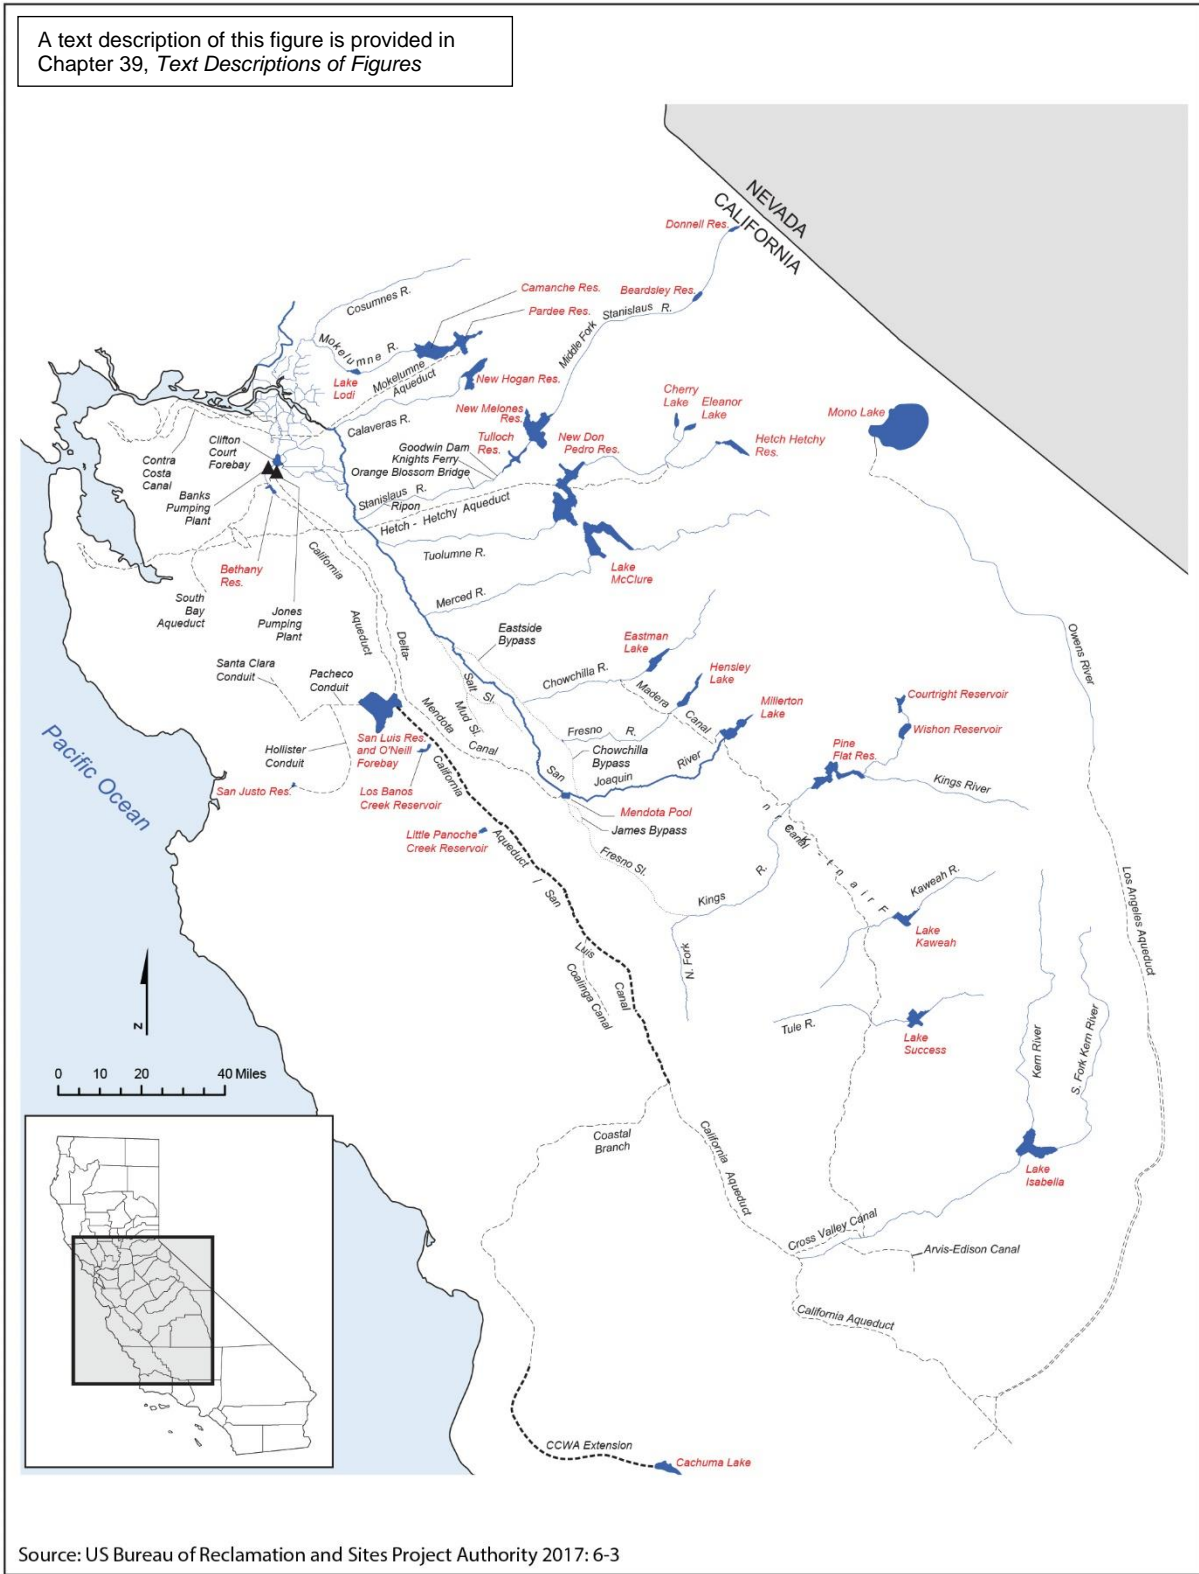 A text description of this figure is provided in
Chapter 39, Text Descriptions of Figures
NEVADA
CALIFORNIA
Donnell Res.
Beardsley Res.
Stanislaus R.
Middle Fork
Cosumnes R.
Camanche Res.
Pardee Res.
Mokelumne R.
Lake
Lodi
Mokelumne
Aqueduct
New Hogan Res.
Calaveras R.
New Melones
Res.
Tulloch
Res.
New Don
Pedro Res.
Cherry
Lake
Eleanor
Lake
Hetch Hetchy
Res.
Mono Lake
Goodwin Dam
Knights Ferry
Orange Blossom Bridge
Stanislaus R.
Ripon
Hetch - Hetchy Aqueduct
Contra
Costa
Canal
Clifton
Court
Forebay
Banks
Pumping
Plant
Bethany
Res.
South
Bay
Aqueduct
Jones
Pumping
Plant
California
Aqueduct
Delta-
Mendota
Canal
Tuolumne R.
Lake
McClure
Merced R.
Eastside
Bypass
Salt Sl.
Mud Sl.
Chowchilla R.
Eastman
Lake
Madera
Canal
Hensley
Lake
Millerton
Lake
Fresno R.
Chowchilla
Bypass
San
Joaquin
River
Mendota Pool
James Bypass
Fresno Sl.
Owens River
Courtright Reservoir
Wishon Reservoir
Pine
Flat Res.
Kings River
Santa Clara
Conduit
Pacheco
Conduit
Hollister
Conduit
San Justo Res.
San Luis Res.
and O'Neill
Forebay
Los Banos
Creek Reservoir
California
Aqueduct / San
Luis
Canal
Little Panoche
Creek Reservoir
Coalinga Canal
Pacific Ocean
Kings R.
N. Fork
Canal
Kaweah R.
Lake
Kaweah
Tule R.
Lake
Success
Kern River
S. Fork Kern River
Los Angeles Aqueduct
Lake
Isabella
N
0 10 20 40 Miles
Coastal
Branch
California
Aqueduct
Cross Valley Canal
Arvis-Edison Canal
California Aqueduct
CCWA Extension
Cachuma Lake
Source: US Bureau of Reclamation and Sites Project Authority 2017: 6-3